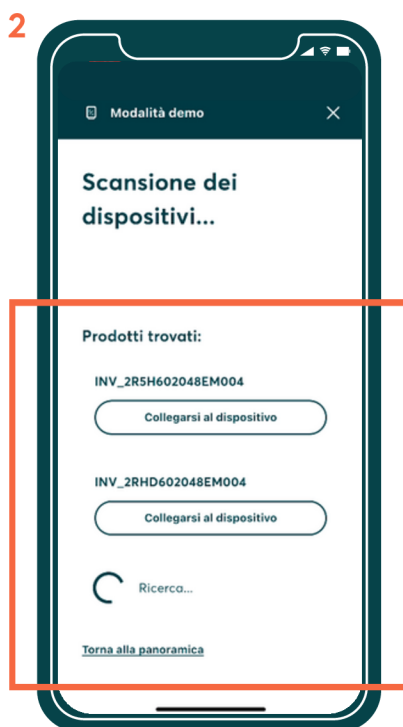 2
Modalità demo
Scansione dei
dispositivi...
Prodotti trovati:
INV_2R5H602048EM004
Collegarsi al dispositivo
INV_2RHD602048EM004
Collegarsi al dispositivo
Ricerca...
Torna alla panoramica